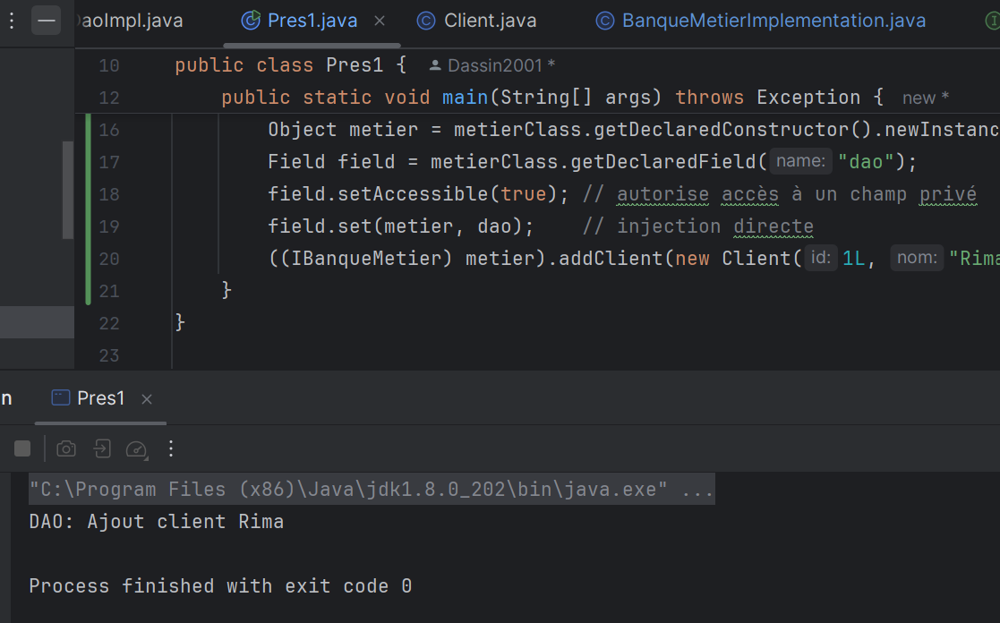 DaoImpl.java Pres1.java Client.java BanqueMetierImplementation.java
10 public class Pres1 { Dassin2001 *
12 public static void main(String[] args) throws Exception { new *
16 Object metier = metierClass.getDeclaredConstructor().newInstanc
17 Field field = metierClass.getDeclaredField( name: "dao");
18 field.setAccessible(true); // autorise accès à un champ privé
19 field.set(metier, dao); // injection directe
20 ((IBanqueMetier) metier).addClient(new Client( id: 1L, nom: "Rima
21 }
22 }
23
n Pres1
"C:\Program Files (x86)\Java\jdk1.8.0_202\bin\java.exe" ...
DAO: Ajout client Rima
Process finished with exit code 0